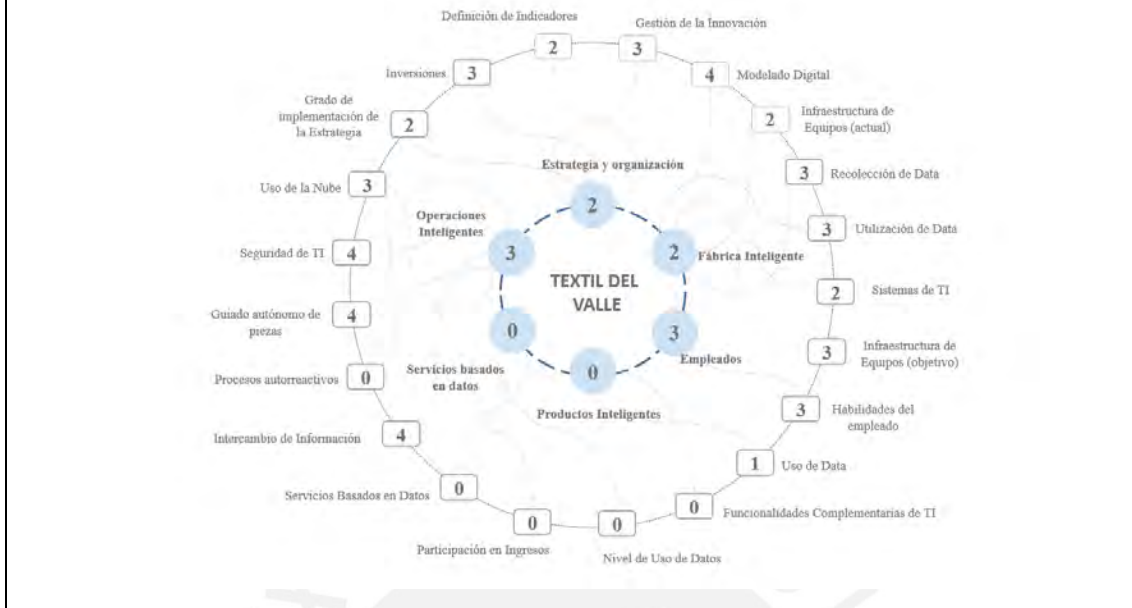 Definición de Indicadores
2
Gestión de la Innovación
3
Inversiones
3
4
Modelado Digital
Grado de
implementación de
la Estrategia
2
2
Infraestructura de
Equipos (actual)
Uso de la Nube
3
3
Recolección de Data
Seguridad de TI
4
3
Utilización de Data
Guiado autónomo de
piezas
4
2
Sistemas de TI
Procesos autorreactivos
0
3
Infraestructura de
Equipos (objetivo)
Intercambio de Información
4
3
Habilidades del
empleado
Servicios Basados en Datos
0
1
Uso de Data
Participación en Ingresos
0
0
Nivel de Uso de Datos
0
Funcionalidades Complementarias de TI
Estrategia y organización
2
Operaciones
Inteligentes
3
2
Fábrica Inteligente
TEXTIL DEL
VALLE
0
Servicios basados
en datos
3
Empleados
0
Productos Inteligentes